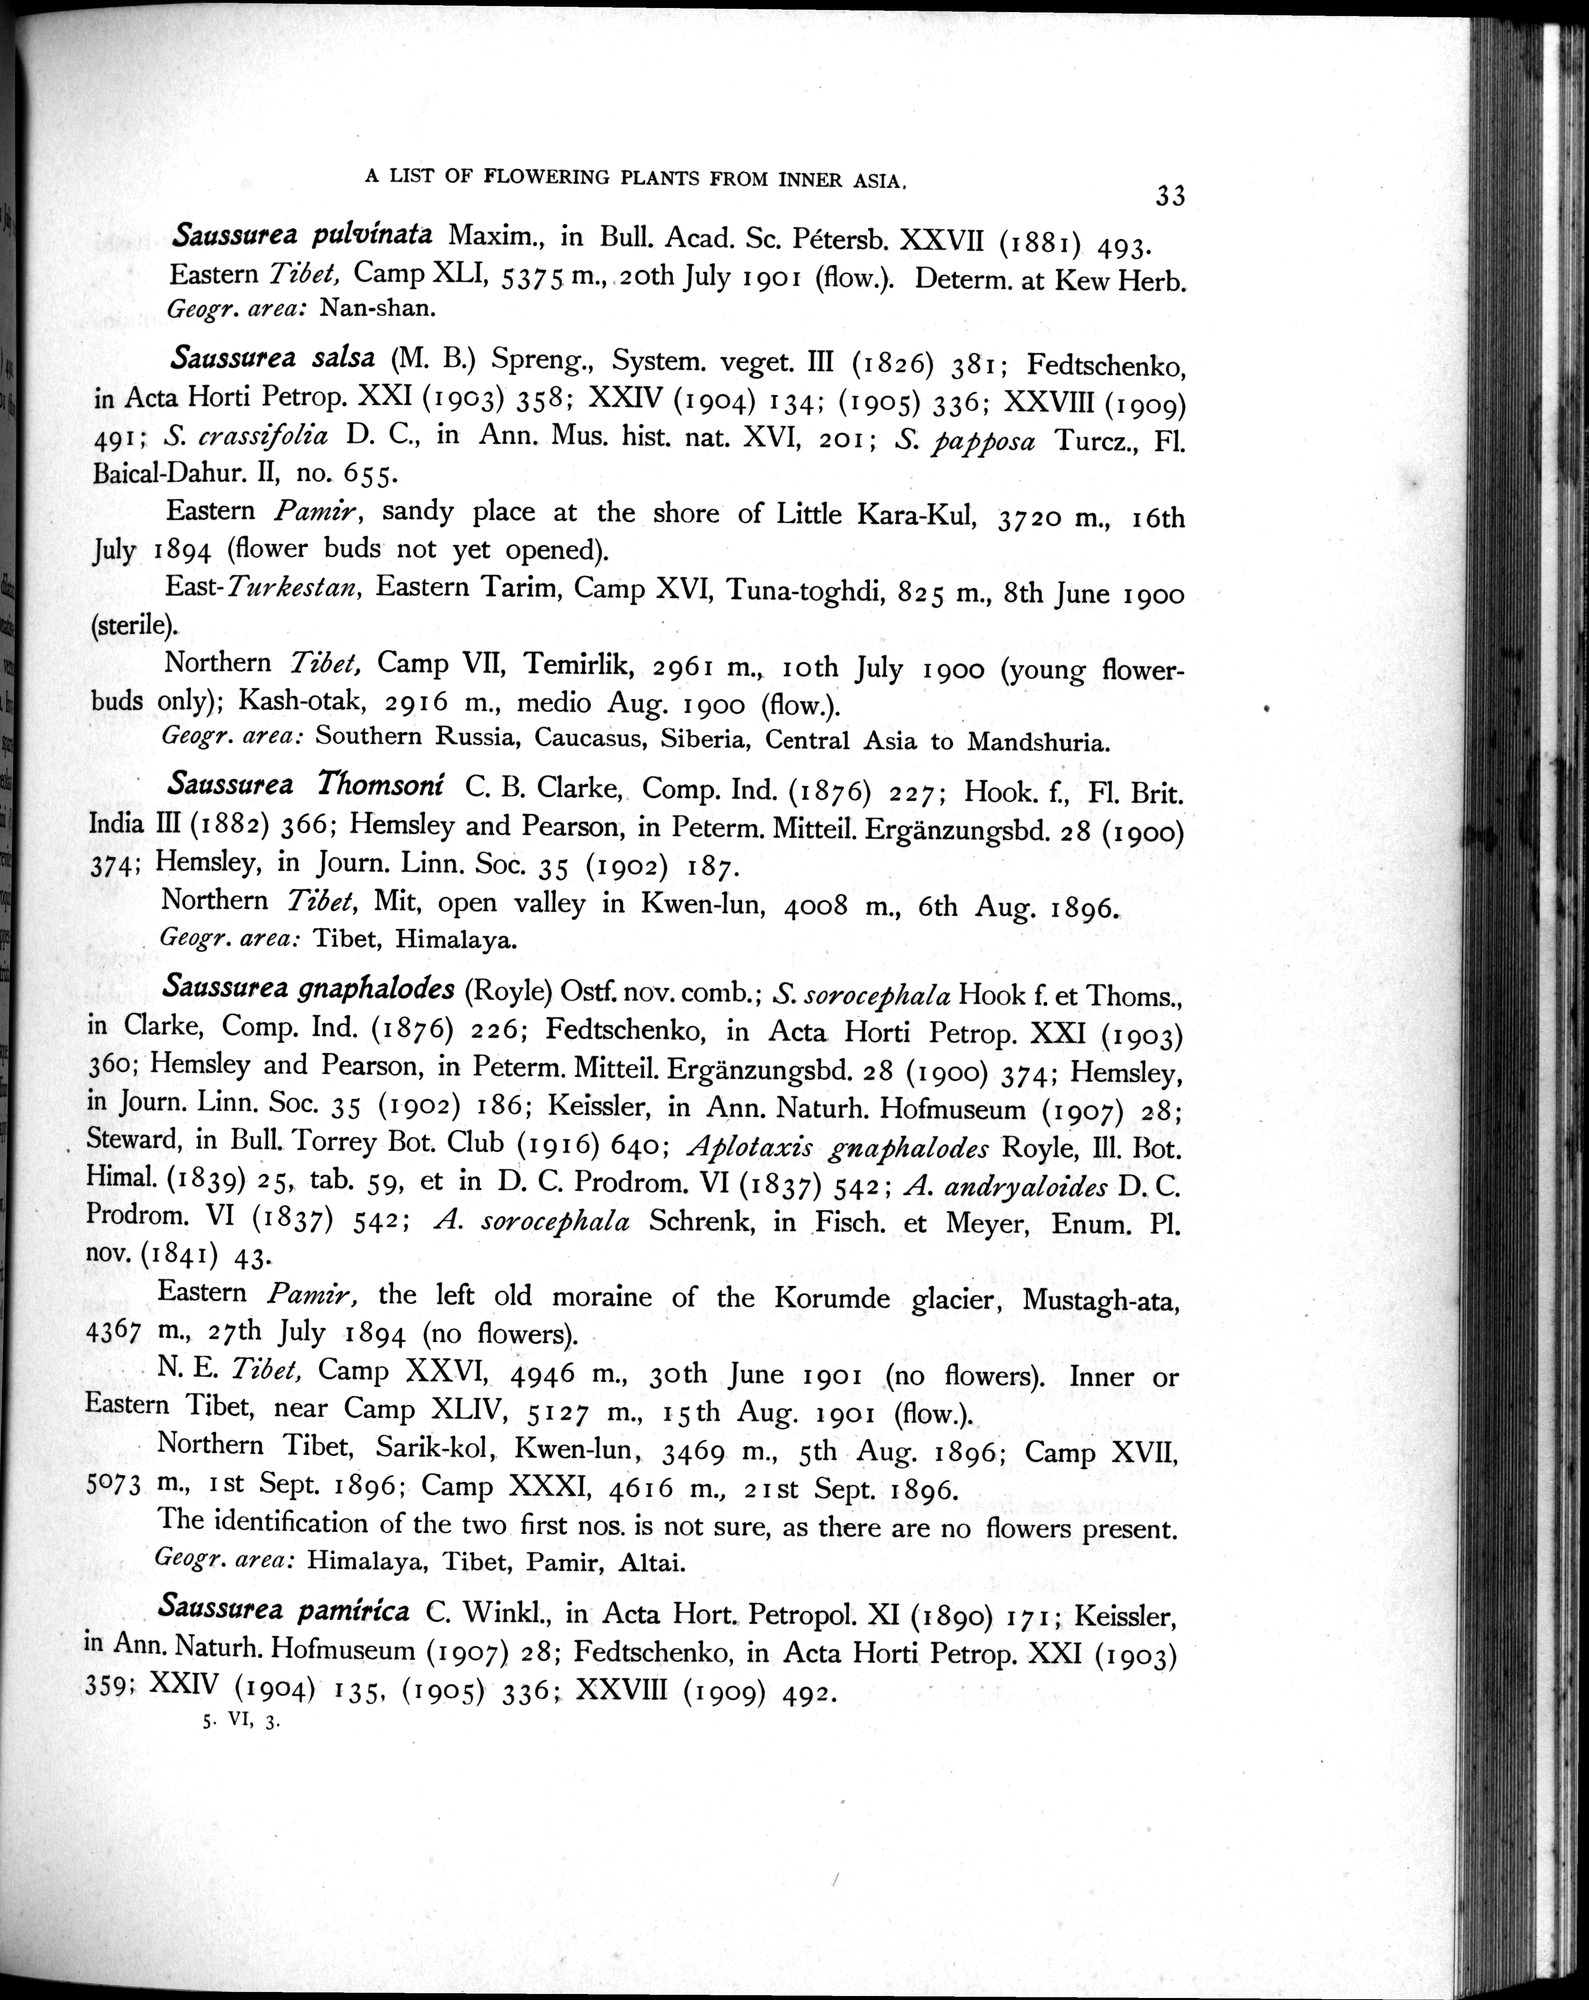 A LIST OF FLOWERING PLANTS FROM INNER ASIA.
33
Saussurea pulvinata Maxim., in Bull. Acad. Sc. Pétersb. XXVII (1881) 493.
Eastern Tibet, Camp XLI, 5375 m., 20th July 1901 (flow.). Determ. at Kew Herb.
Geogr. area: Nan-shan.
Saussurea salsa (M. B.) Spreng., System. veget. III (1826) 381; Fedtschenko,
in Acta Horti Petrop. XXI (1903) 358; XXIV (1904) 134; (1905) 336; XXVIII (1909)
491; S. crassifolia D. C., in Ann. Mus. hist. nat. XVI, 201; S. papposa Turcz., Fl.
Baical-Dahur. II, no. 655.
Eastern Pamir, sandy place at the shore of Little Kara-Kul, 3720 m., 16th
July 1894 (flower buds not yet opened).
East-Turkestan, Eastern Tarim, Camp XVI, Tuna-toghdi, 825 m., 8th June 1900
(sterile).
Northern Tibet, Camp VII, Temirlik, 2961 m., 10th July 1900 (young flower-
buds only); Kash-otak, 2916 m., medio Aug. 1900 (flow.).
Geogr. area: Southern Russia, Caucasus, Siberia, Central Asia to Mandshuria.
Saussurea Thomsoni C. B. Clarke, Comp. Ind. (1876) 227; Hook. f., Fl. Brit.
India III (1882) 366; Hemsley and Pearson, in Peterm. Mitteil. Ergänzungsbd. 28 (1900)
374; Hemsley, in Journ. Linn. Soc. 35 (1902) 187.
Northern Tibet, Mit, open valley in Kwen-lun, 4008 m., 6th Aug. 1896.
Geogr. area: Tibet, Himalaya.
Saussurea gnaphalodes (Royle) Ostf. nov. comb.; S. sorocephala Hook f. et Thoms.,
in Clarke, Comp. Ind. (1876) 226; Fedtschenko, in Acta Horti Petrop. XXI (1903)
360; Hemsley and Pearson, in Peterm. Mitteil. Ergänzungsbd. 28 (1900) 374; Hemsley,
in Journ. Linn. Soc. 35 (1902) 186; Keissler, in Ann. Naturh. Hofmuseum (1907) 28;
Steward, in Bull. Torrey Bot. Club (1916) 640; Aplotaxis gnaphalodes Royle, Ill. Bot.
Himal. (1839) 25, tab. 59, et in D. C. Prodrom. VI (1837) 542; A. andryaloides D. C.
Prodrom. VI (1837) 542; A. sorocephala Schrenk, in Fisch. et Meyer, Enum. Pl.
nov. (1841) 43.
Eastern Pamir, the left old moraine of the Korumde glacier, Mustagh-ata,
4367 m., 27th July 1894 (no flowers).
N. E. Tibet, Camp XXVI, 4946 m., 30th June 1901 (no flowers). Inner or
Eastern Tibet, near Camp XLIV, 5127 m., 15th Aug. 1901 (flow.).
Northern Tibet, Sarik-kol, Kwen-lun, 3469 m., 5th Aug. 1896; Camp XVII,
5073 m., 1st Sept. 1896; Camp XXXI, 4616 m., 21st Sept. 1896.
The identification of the two first nos. is not sure, as there are no flowers present.
Geogr. area: Himalaya, Tibet, Pamir, Altai.
Saussurea pamirica C. Winkl., in Acta Hort. Petropol. XI (1890) 171; Keissler,
in Ann. Naturh. Hofmuseum (1907) 28; Fedtschenko, in Acta Horti Petrop. XXI (1903)
359; XXIV (1904) 135, (1905) 336; XXVIII (1909) 492.
5. VI, 3.